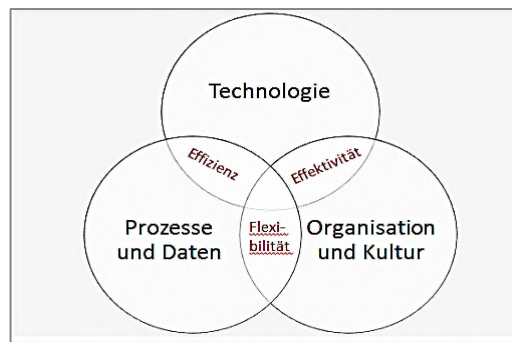 Technologie
Effizienz
Effektivität
Prozesse
und Daten
Flexi-
bilität
Organisation
und Kultur